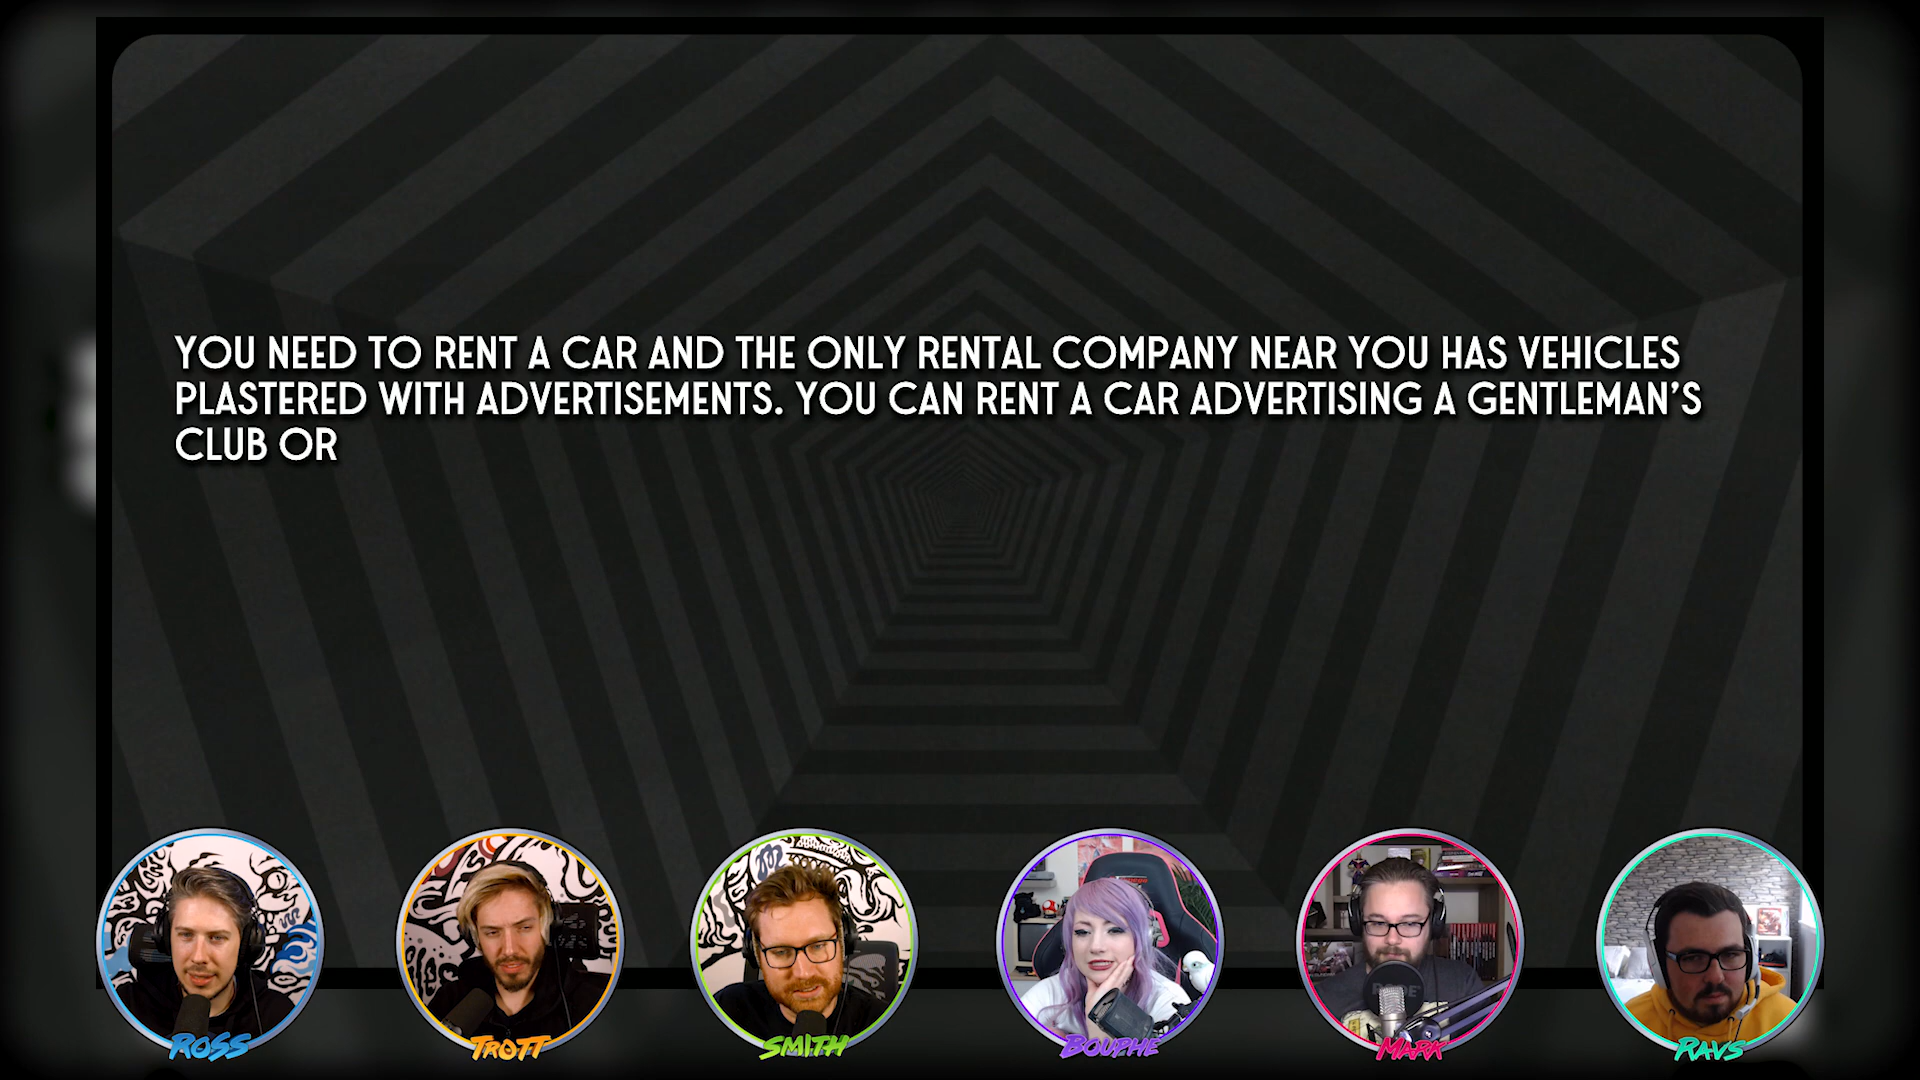 YOU NEED TO RENT A CAR AND THE ONLY RENTAL COMPANY NEAR YOU HAS VEHICLES
PLASTERED WITH ADVERTISEMENTS. YOU CAN RENT A CAR ADVERTISING A GENTLEMAN'S
CLUB OR
ROSS
TROTT
SMITH
BOUPHE
MARK
RAVS